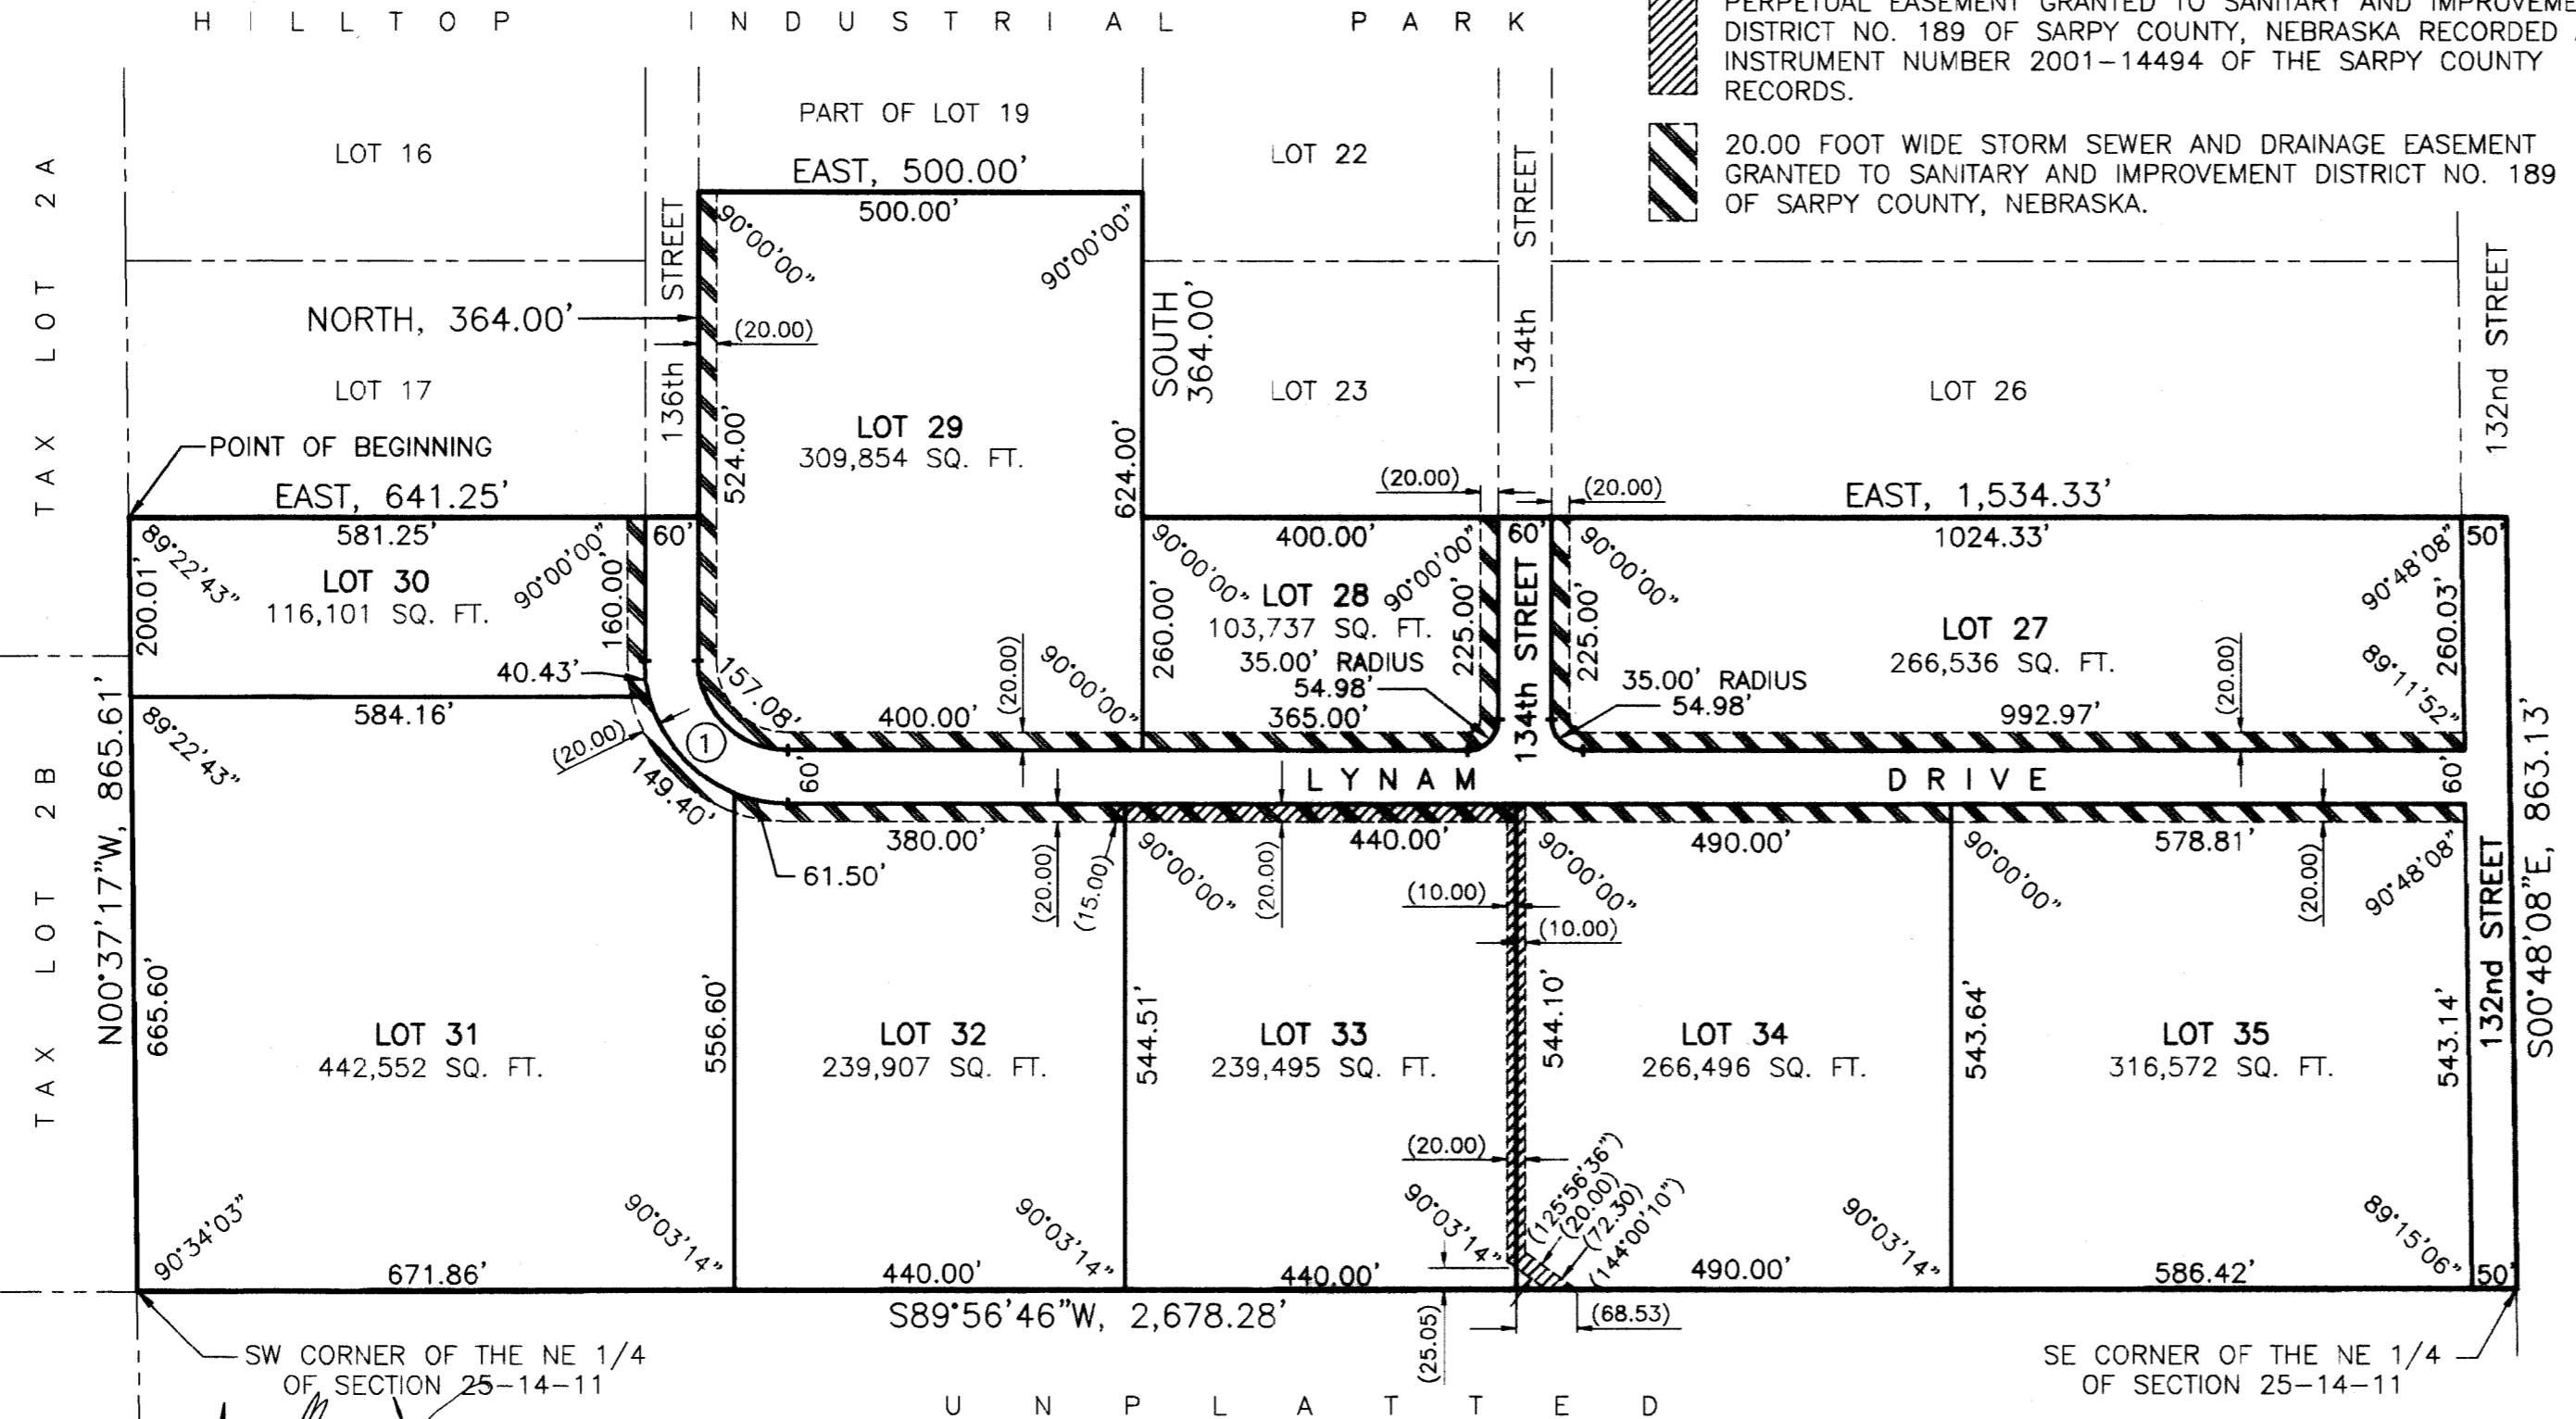 HILLTOP INDUSTRIAL PARK
PERPETUAL EASEMENT GRANTED TO SANITARY AND
DISTRICT NO. 189 OF SARPY COUNTY, NEBRASKA RECORDED
INSTRUMENT NUMBER 2001-14494 OF THE SARPY COUNTY
RECORDS.
20.00 FOOT WIDE STORM SEWER AND DRAINAGE EASEMENT
GRANTED TO SANITARY AND IMPROVEMENT DISTRICT NO. 189
OF SARPY COUNTY, NEBRASKA.
TAX LOT 2A
LOT 16
PART OF LOT 19
LOT 22
EAST, 500.00'
500.00'
90°00'00"
90°00'00"
136th STREET
134th STREET
132nd STREET
NORTH, 364.00'
(20.00)
SOUTH
364.00'
LOT 17
LOT 23
LOT 26
524.00'
LOT 29
309,854 SQ. FT.
624.00'
POINT OF BEGINNING
EAST, 641.25'
(20.00)
(20.00)
EAST, 1,534.33'
581.25'
60'
400.00'
60'
1024.33'
50'
89°22'43"
90°00'00"
200.01'
LOT 30
116,101 SQ. FT.
160.00'
40.43'
90°00'00"
90°00'00"
260.00'
LOT 28
103,737 SQ. FT.
225.00'
35.00' RADIUS
54.98'
365.00'
134th STREET
90°00'00"
225.00'
35.00' RADIUS
54.98'
LOT 27
266,536 SQ. FT.
90°48'08"
260.03'
89°11'52"
992.97'
(20.00)
157.08'
400.00'
(20.00)
90°00'00"
584.16'
89°22'43"
(20.00)
1
149.40'
60'
LYNAM DRIVE
60'
TAX LOT 2B
N00°37'17"W, 865.61'
665.60'
61.50'
380.00'
(20.00)
(15.00)
90°00'00"
(20.00)
440.00'
(10.00)
(10.00)
90°00'00"
490.00'
90°00'00"
578.81'
(20.00)
90°48'08"
132nd STREET
S00°48'08"E, 863.13'
LOT 31
442,552 SQ. FT.
556.60'
LOT 32
239,907 SQ. FT.
544.51'
LOT 33
239,495 SQ. FT.
544.10'
LOT 34
266,496 SQ. FT.
543.64'
LOT 35
316,572 SQ. FT.
543.14'
(20.00)
(125°56'36")
(20.00)
(72.30)
(144°00'10")
90°34'03"
90°03'14"
90°03'14"
90°03'14"
90°03'14"
89°15'06"
671.86'
440.00'
440.00'
490.00'
586.42'
50'
S89°56'46"W, 2,678.28'
(25.05)
(68.53)
SW CORNER OF THE NE 1/4
OF SECTION 25-14-11
SE CORNER OF THE NE 1/4
OF SECTION 25-14-11
UNPLATTED